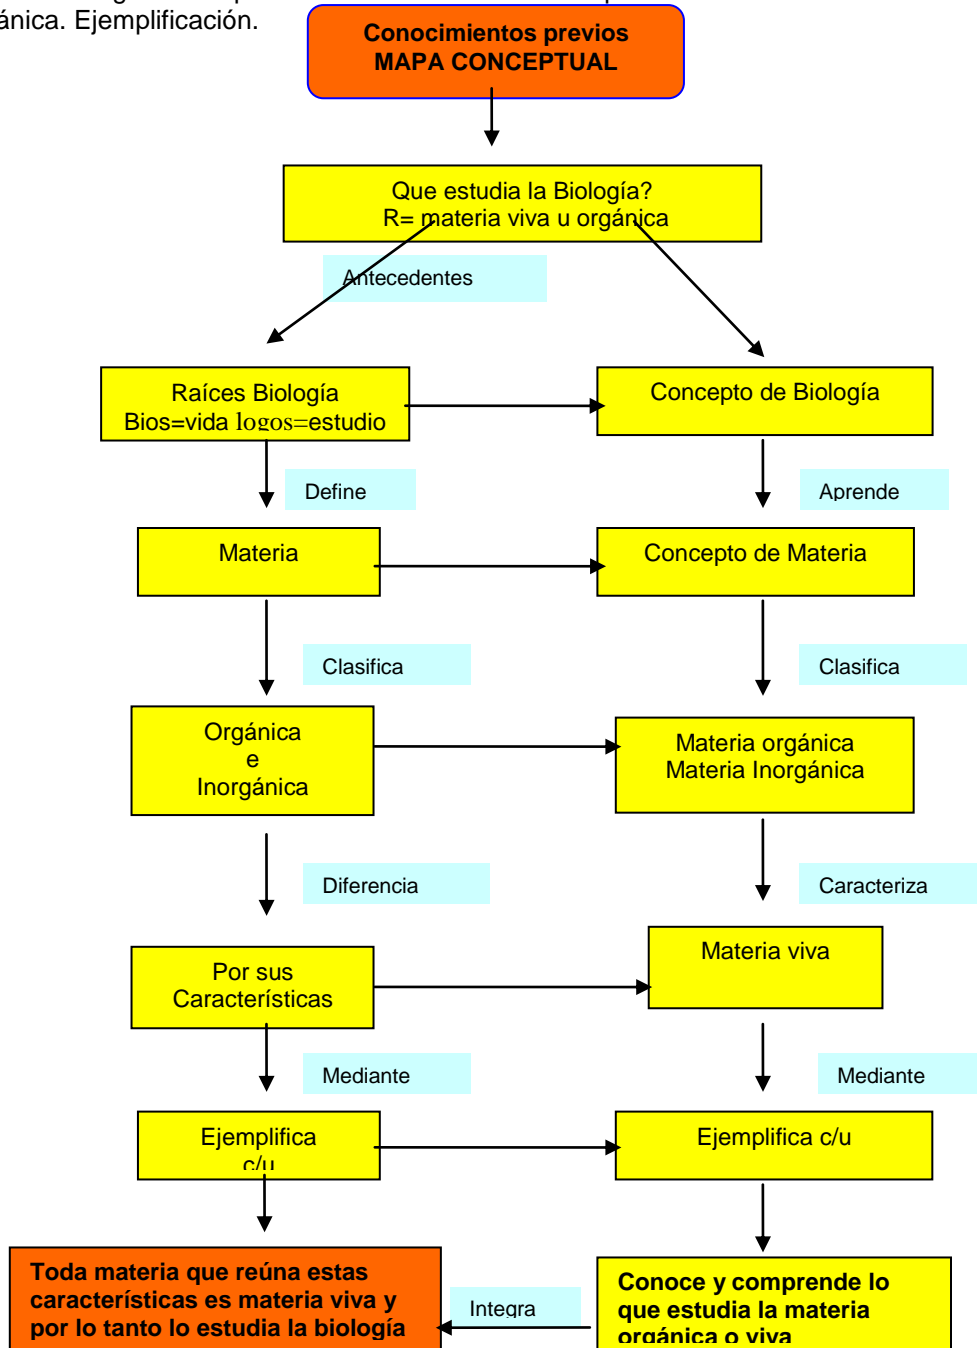 ánica. Ejemplificación.
Conocimientos previos
MAPA CONCEPTUAL
Que estudia la Biología?
R= materia viva u orgánica
Antecedentes
Raíces Biología
Bios=vida logos=estudio
Concepto de Biología
Define
Aprende
Materia
Concepto de Materia
Clasifica
Clasifica
Orgánica
e
Inorgánica
Materia orgánica
Materia Inorgánica
Diferencia
Caracteriza
Por sus
Características
Materia viva
Mediante
Mediante
Ejemplifica
c/u
Ejemplifica c/u
Toda materia que reúna estas
características es materia viva y
por lo tanto lo estudia la biología
Integra
Conoce y comprende lo
que estudia la materia
orgánica o viva